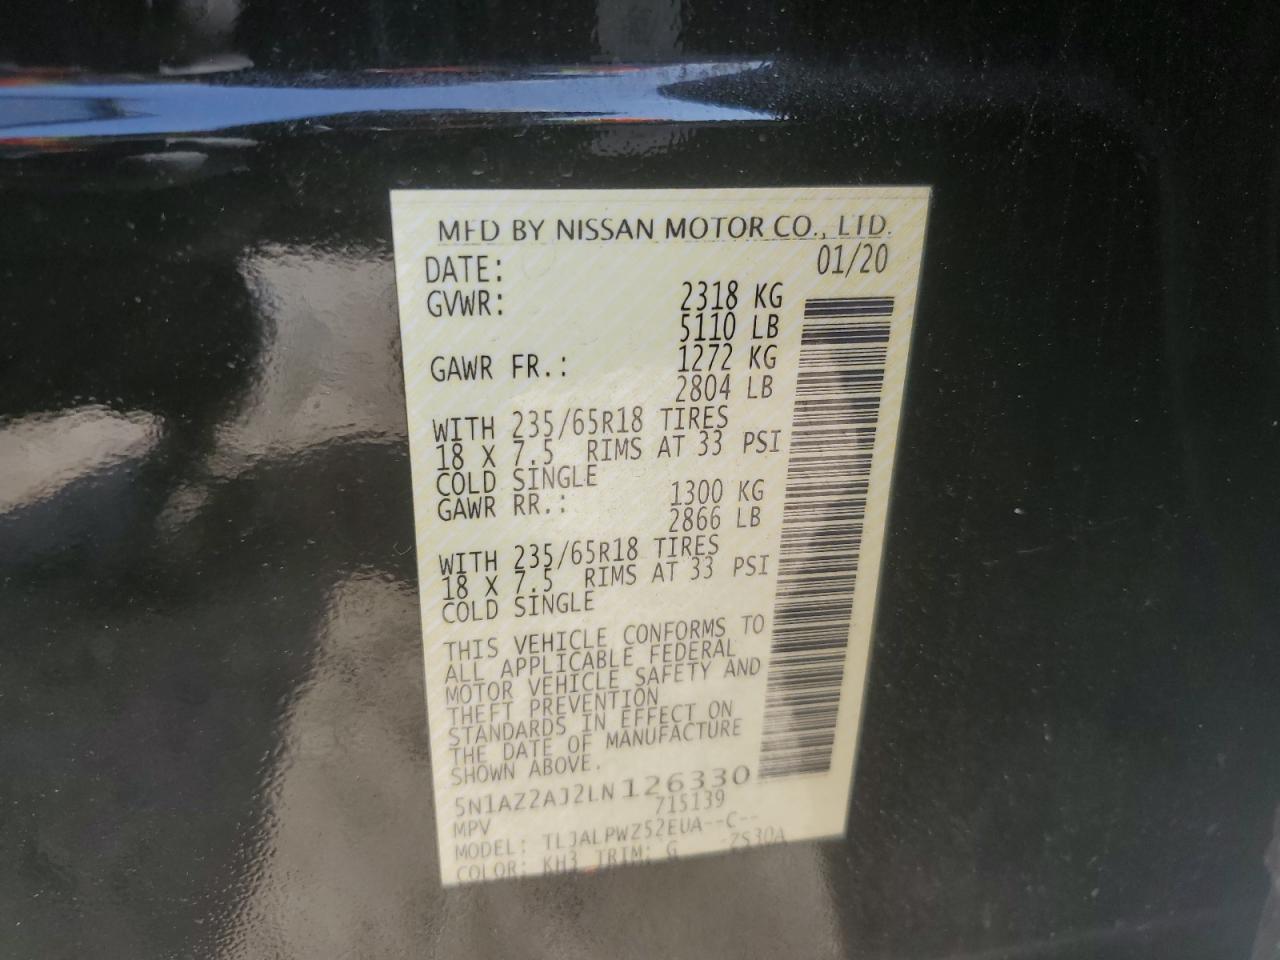 MFD BY NISSAN MOTOR CO., LTD.
DATE: 01/20
GVWR: 2318 KG
5110 LB
GAWR FR.: 1272 KG
2804 LB
WITH 235/65R18 TIRES
18 X 7.5 RIMS AT 33 PSI
COLD SINGLE
GAWR RR.: 1300 KG
2866 LB
WITH 235/65R18 TIRES
18 X 7.5 RIMS AT 33 PSI
COLD SINGLE
THIS VEHICLE CONFORMS TO
ALL APPLICABLE FEDERAL
MOTOR VEHICLE SAFETY AND
THEFT PREVENTION
STANDARDS IN EFFECT ON
THE DATE OF MANUFACTURE
SHOWN ABOVE.
5N1AZ2AJ2LN126330
MPV 715139
MODEL: TLJALPWZ52EUA--C--
COLOR: KH3 TRIM: G -ZS30A